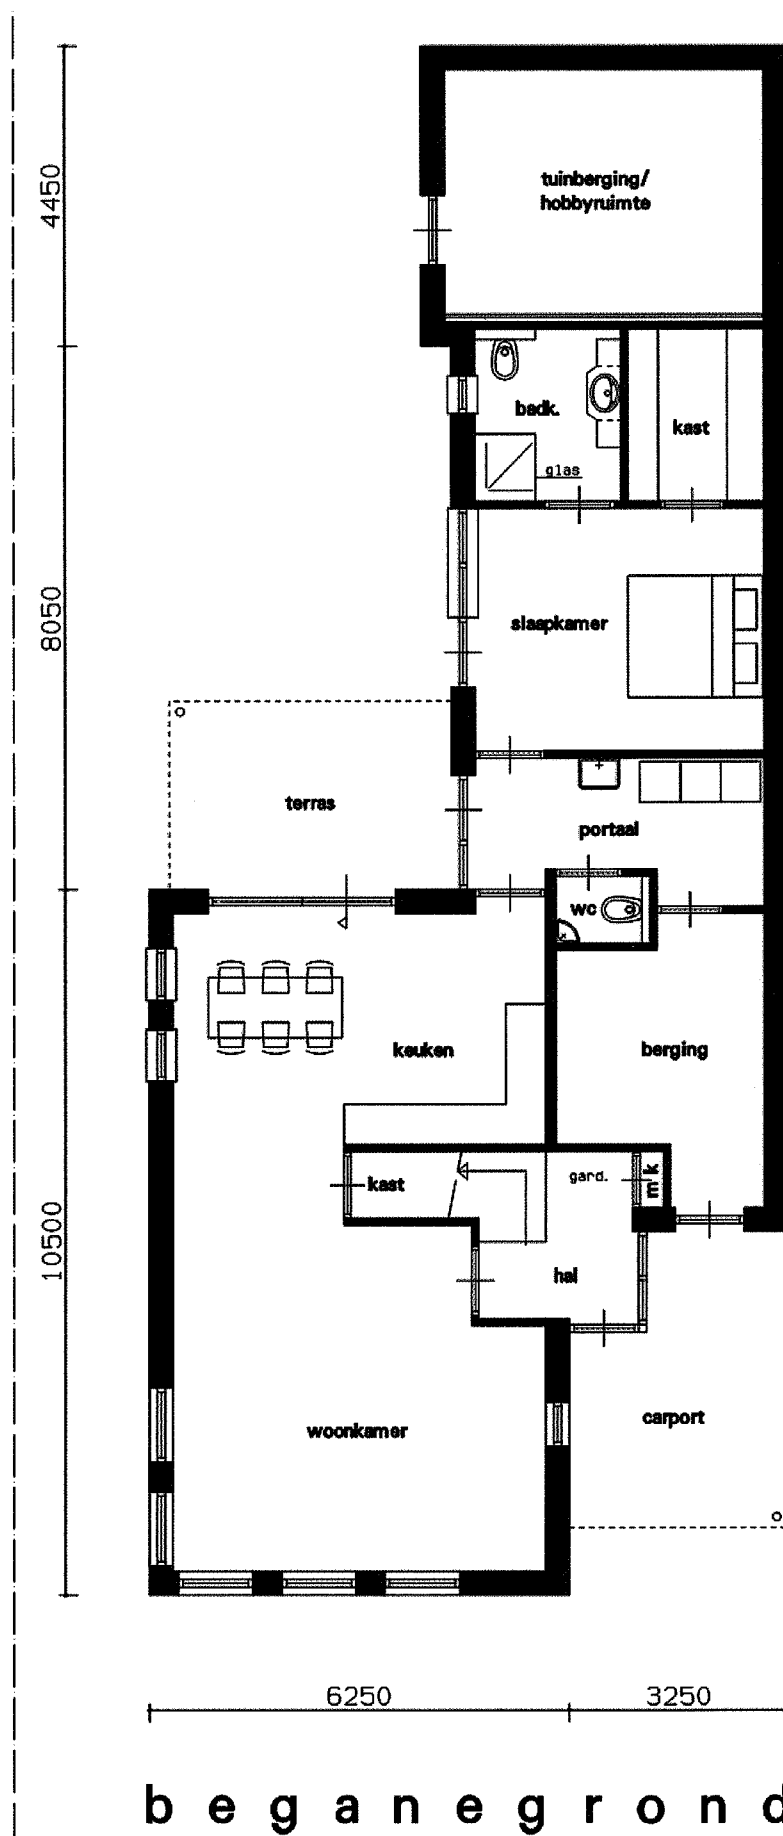 4450
tuinberging/
hobbyruimte
badk.
kast
glas
8050
slaapkamer
terras
portaal
wc
keuken
berging
kast
gard.
mk
10500
hal
woonkamer
carport
6250
3250
beganegrond